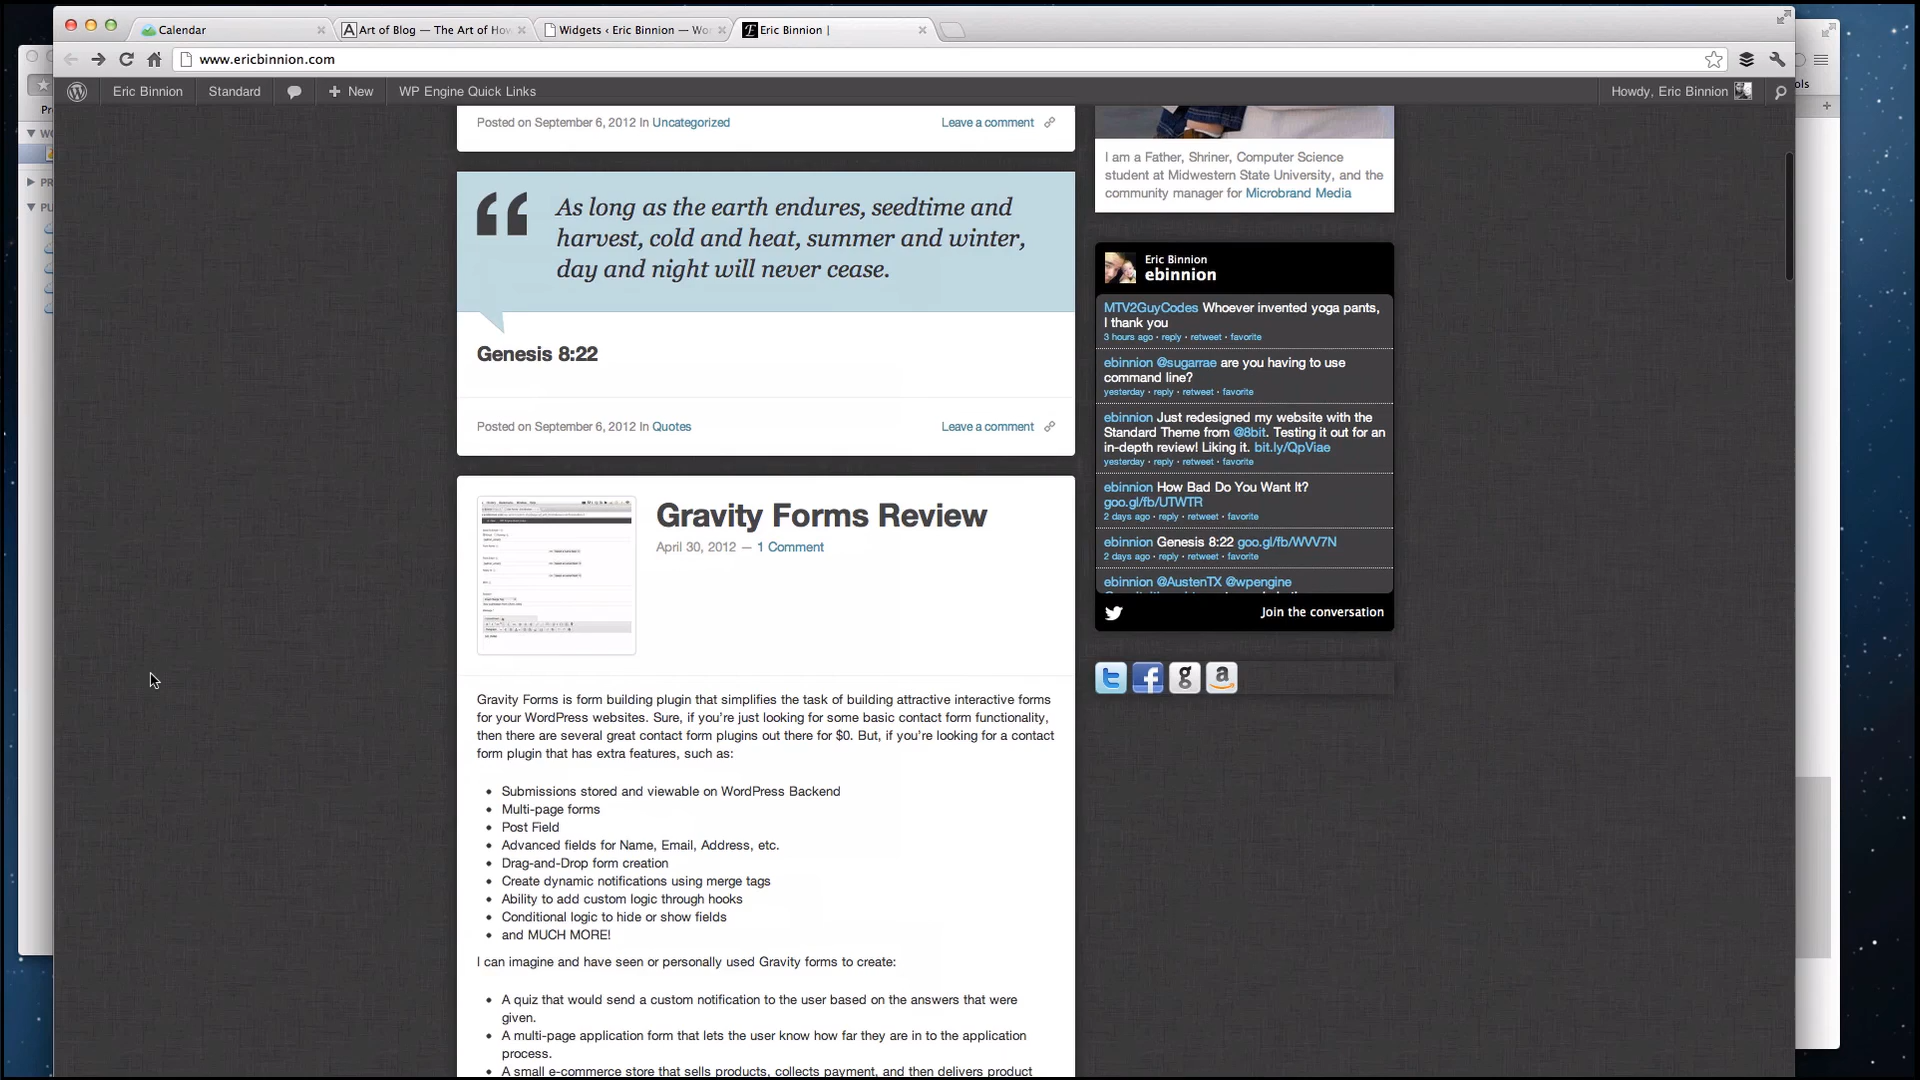 Calendar
Art of Blog — The Art of How
Widgets ‹ Eric Binnion — Wo
Eric Binnion |
www.ericbinnion.com
Eric Binnion
Standard
New
WP Engine Quick Links
Howdy, Eric Binnion
Posted on September 6, 2012 In Uncategorized
Leave a comment
“ As long as the earth endures, seedtime and
harvest, cold and heat, summer and winter,
day and night will never cease.
Genesis 8:22
Posted on September 6, 2012 In Quotes
Leave a comment
Gravity Forms Review
April 30, 2012 — 1 Comment
Gravity Forms is form building plugin that simplifies the task of building attractive interactive forms
for your WordPress websites. Sure, if you’re just looking for some basic contact form functionality,
then there are several great contact form plugins out there for $0. But, if you’re looking for a contact
form plugin that has extra features, such as:
• Submissions stored and viewable on WordPress Backend
• Multi-page forms
• Post Field
• Advanced fields for Name, Email, Address, etc.
• Drag-and-Drop form creation
• Create dynamic notifications using merge tags
• Ability to add custom logic through hooks
• Conditional logic to hide or show fields
• and MUCH MORE!
I can imagine and have seen or personally used Gravity forms to create:
• A quiz that would send a custom notification to the user based on the answers that were
given.
• A multi-page application form that lets the user know how far they are in to the application
process.
• A small e-commerce store that sells products, collects payment, and then delivers product
I am a Father, Shriner, Computer Science
student at Midwestern State University, and the
community manager for Microbrand Media
Eric Binnion
ebinnion
MTV2GuyCodes Whoever invented yoga pants,
I thank you
3 hours ago · reply · retweet · favorite
ebinnion @sugarrae are you having to use
command line?
yesterday · reply · retweet · favorite
ebinnion Just redesigned my website with the
Standard Theme from @8bit. Testing it out for an
in-depth review! Liking it. bit.ly/QpViae
yesterday · reply · retweet · favorite
ebinnion How Bad Do You Want It?
goo.gl/fb/UTWTR
2 days ago · reply · retweet · favorite
ebinnion Genesis 8:22 goo.gl/fb/WVV7N
2 days ago · reply · retweet · favorite
ebinnion @AustenTX @wpengine
Join the conversation